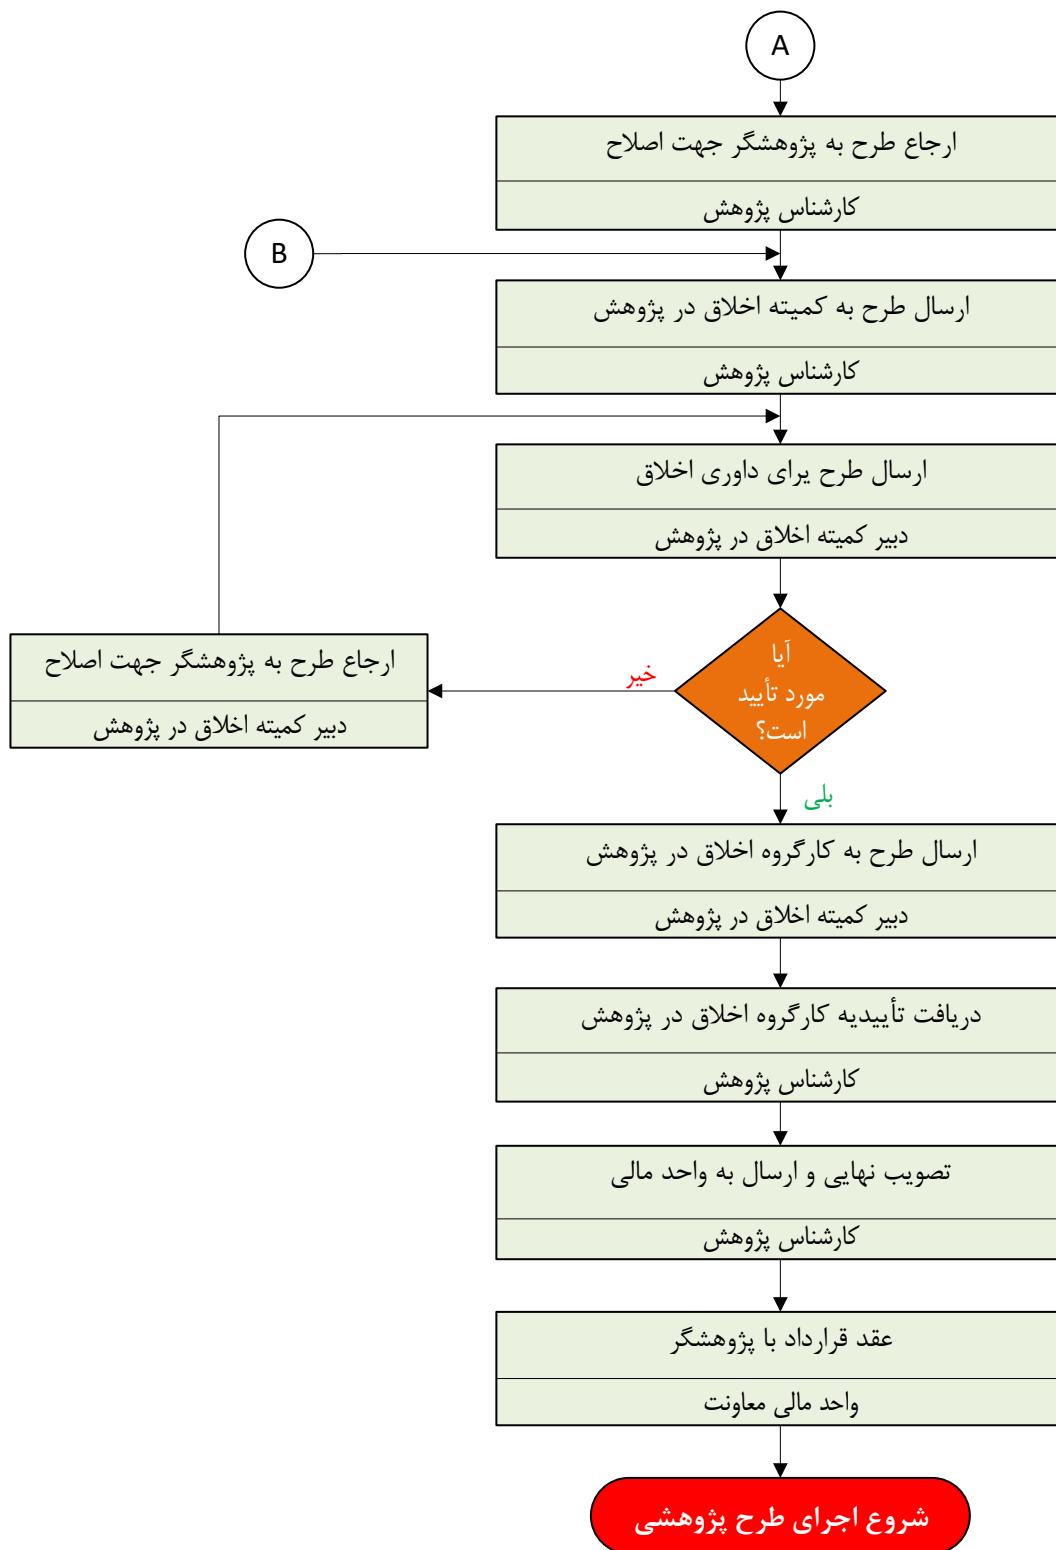 A
ارجاع طرح به پژوهشگر جهت اصلاح
کارشناس پژوهش
B
ارسال طرح به کمیته اخلاق در پژوهش
کارشناس پژوهش
ارسال طرح یرای داوری اخلاق
دبیر کمیته اخلاق در پژوهش
آیا
مورد تأیید
است؟
خیر
ارجاع طرح به پژوهشگر جهت اصلاح
دبیر کمیته اخلاق در پژوهش
بلی
ارسال طرح به کارگروه اخلاق در پژوهش
دبیر کمیته اخلاق در پژوهش
دریافت تأییدیه کارگروه اخلاق در پژوهش
کارشناس پژوهش
تصویب نهایی و ارسال به واحد مالی
کارشناس پژوهش
عقد قرارداد با پژوهشگر
واحد مالی معاونت
شروع اجرای طرح پژوهشی